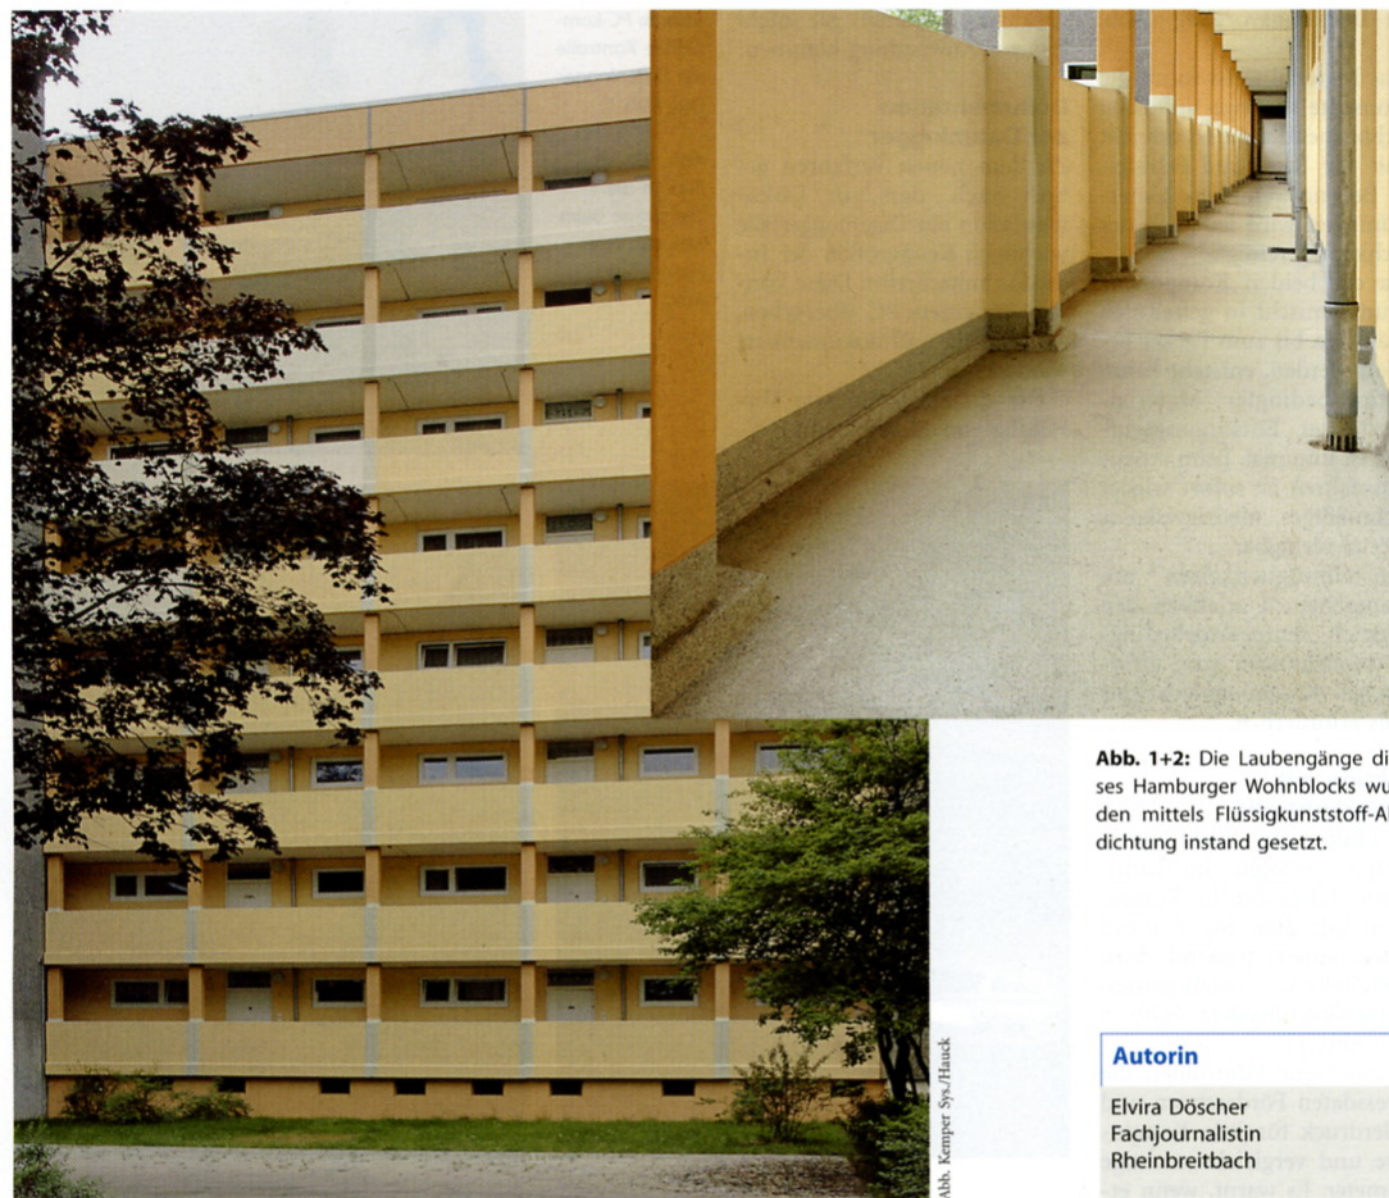 Abb. 1+2: Die Laubengänge di
ses Hamburger Wohnblocks wu
den mittels Flüssigkunststoff-A
dichtung instand gesetzt.
Abb. Kemper Sys./Hauck
Autorin
Elvira Döscher
Fachjournalistin
Rheinbreitbach